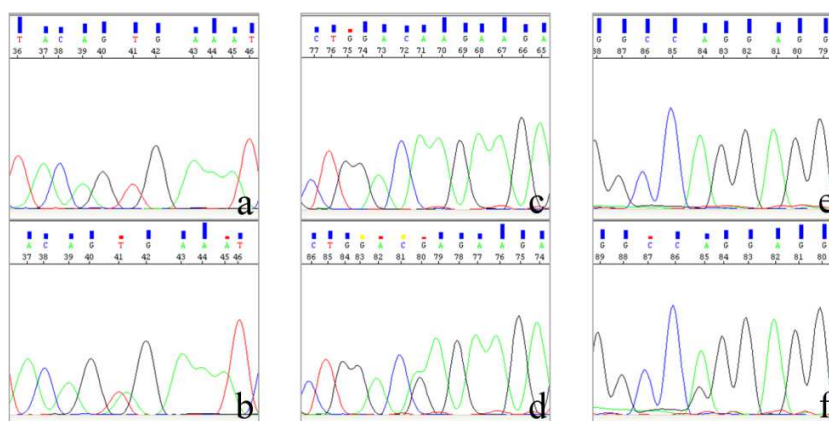 T A C A G T G A A A T
36 37 38 39 40 41 42 43 44 45 46
a
C T G G A C A A G A A G A
77 76 75 74 73 72 71 70 69 68 67 66 65
c
G G C C A G G A G G
87 86 85 84 83 82 81 80 79
e
A C A G T G A A A T
37 38 39 40 41 42 43 44 45 46
b
C T G G A C G A G A A G A
86 85 84 83 82 81 80 79 78 77 76 75 74
d
G G C C A G G A G G
89 88 87 86 85 84 83 82 81 80
f